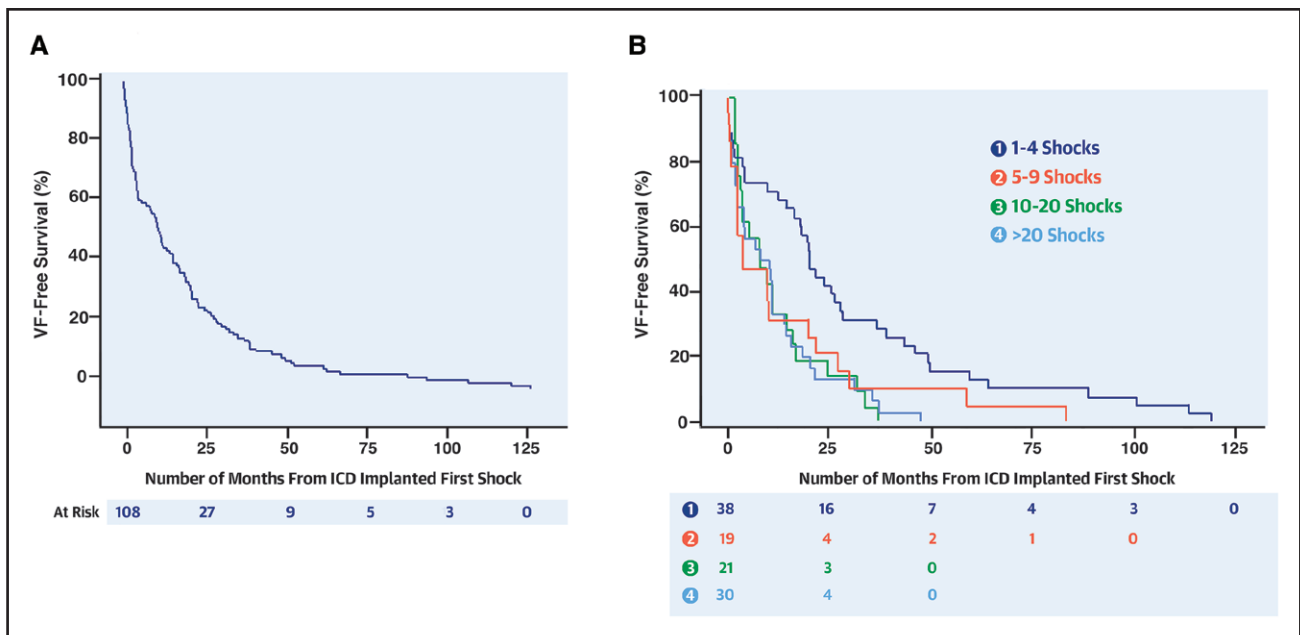 A
VF-Free Survival (%)
100
80
60
40
20
0
0 25 50 75 100 125
Number of Months From ICD Implanted First Shock
At Risk 108 27 9 5 3 0
B
VF-Free Survival (%)
100
80
60
40
20
0
1 1-4 Shocks
2 5-9 Shocks
3 10-20 Shocks
4 >20 Shocks
0 25 50 75 100 125
Number of Months From ICD Implanted First Shock
1 38 16 7 4 3 0
2 19 4 2 1 0
3 21 3 0
4 30 4 0